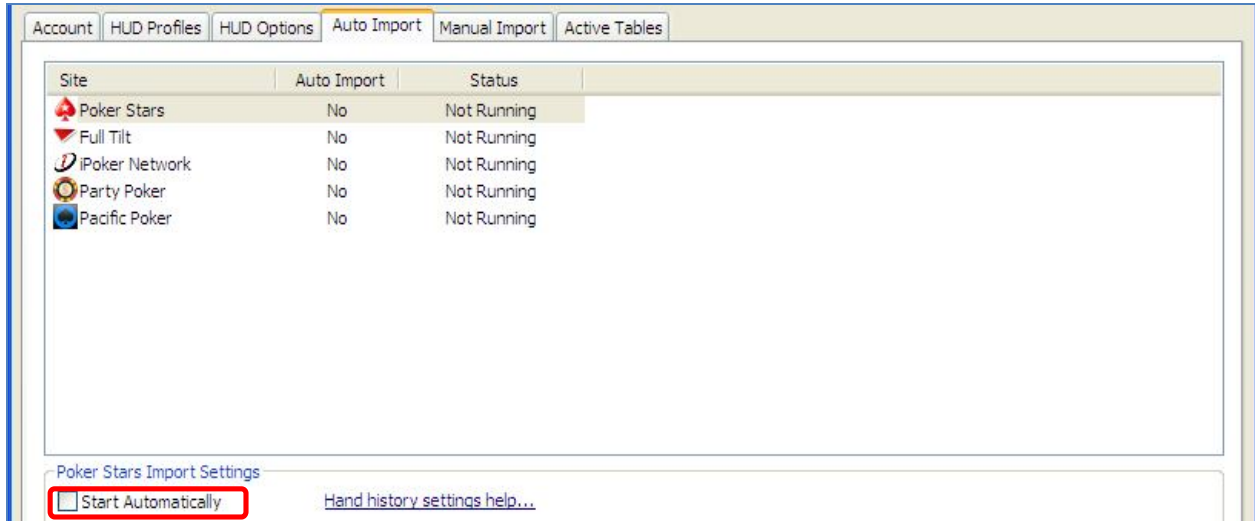 Account HUD Profiles HUD Options Auto Import Manual Import Active Tables
Site Auto Import Status
Poker Stars No Not Running
Full Tilt No Not Running
iPoker Network No Not Running
Party Poker No Not Running
Pacific Poker No Not Running
Poker Stars Import Settings
Start Automatically Hand history settings help...